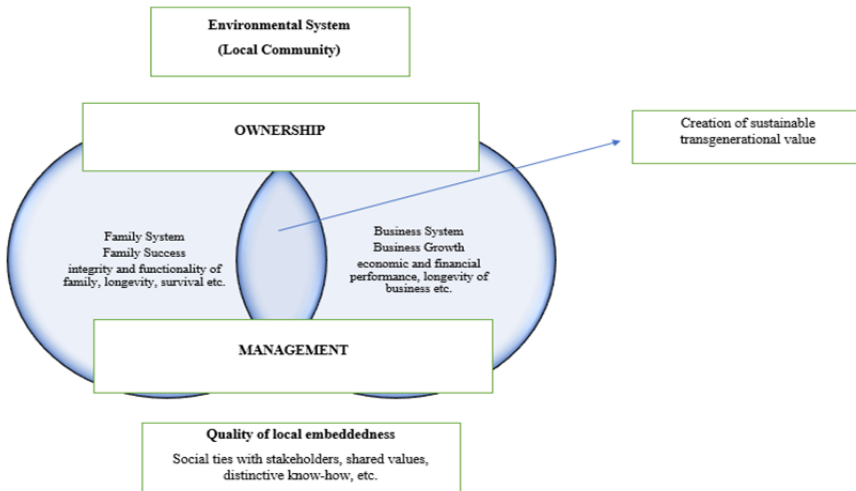 Environmental System
(Local Community)
OWNERSHIP
Creation of sustainable
transgenerational value
Family System
Family Success
integrity and functionality of
family, longevity, survival etc.
Business System
Business Growth
economic and financial
performance, longevity of
business etc.
MANAGEMENT
Quality of local embeddedness
Social ties with stakeholders, shared values,
distinctive know-how, etc.